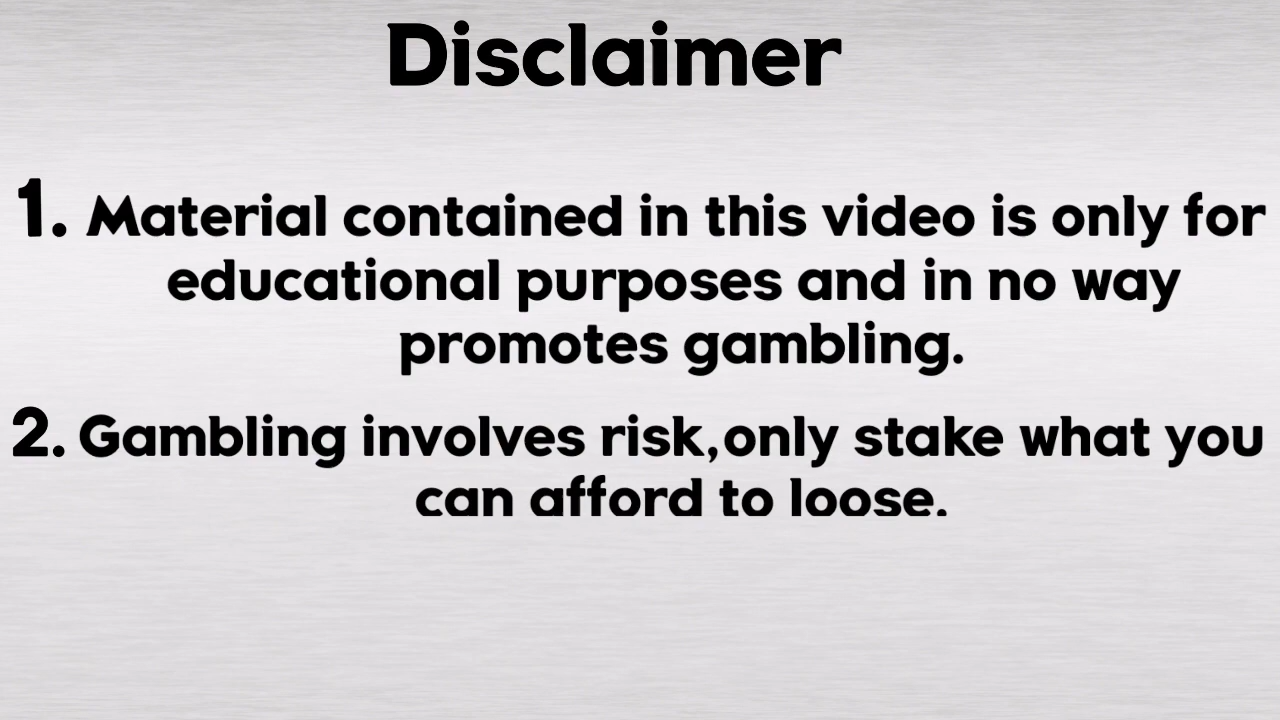 Disclaimer
1. Material contained in this video is only for
educational purposes and in no way
promotes gambling.
2. Gambling involves risk,only stake what you
can afford to loose.